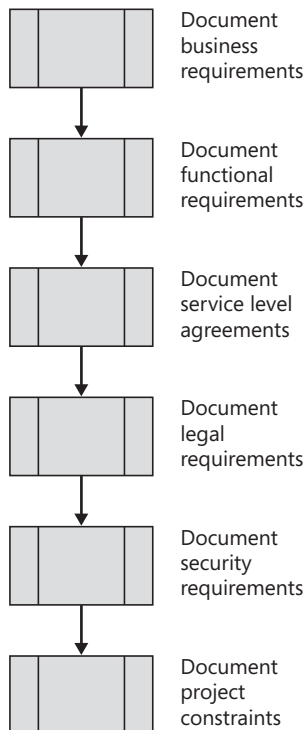 Document
business
requirements
Document
functional
requirements
Document
service level
agreements
Document
legal
requirements
Document
security
requirements
Document
project
constraints